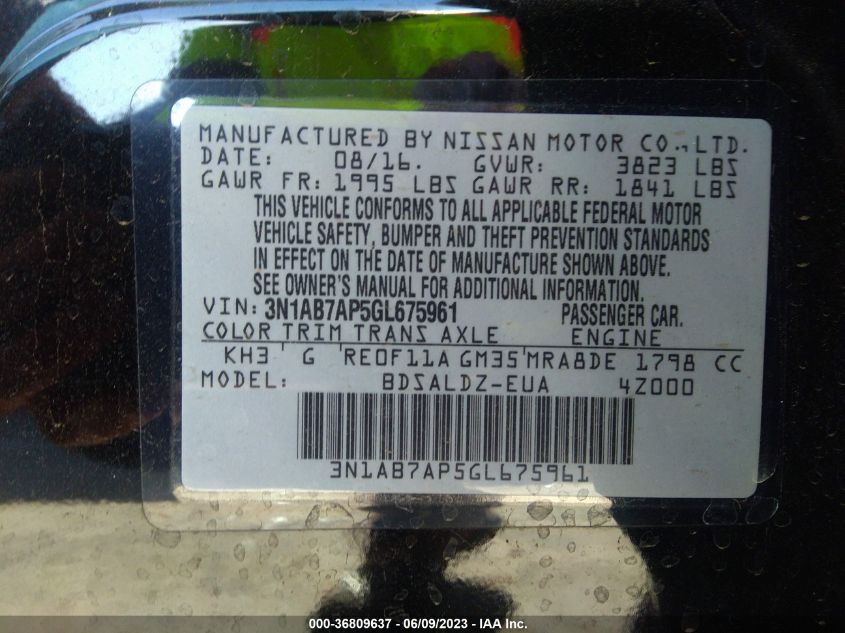 MANUFACTURED BY NISSAN MOTOR CO.,LTD.
DATE: 08/16. GVWR: 3823 LBS
GAWR FR: 1995 LBS GAWR RR: 1841 LBS
THIS VEHICLE CONFORMS TO ALL APPLICABLE FEDERAL MOTOR
VEHICLE SAFETY, BUMPER AND THEFT PREVENTION STANDARDS
IN EFFECT ON THE DATE OF MANUFACTURE SHOWN ABOVE.
SEE OWNER'S MANUAL FOR ADDITIONAL INFORMATION.
VIN: 3N1AB7AP5GL675961 PASSENGER CAR.
COLOR TRIM TRANS AXLE ENGINE
KH3 ' G ' RE0F11A GM35 ' MRA8DE 1798 CC
MODEL: BDSALDZ-EUA 4Z000
3N1AB7AP5GL675961
000-36809637 - 06/09/2023 - IAA Inc.